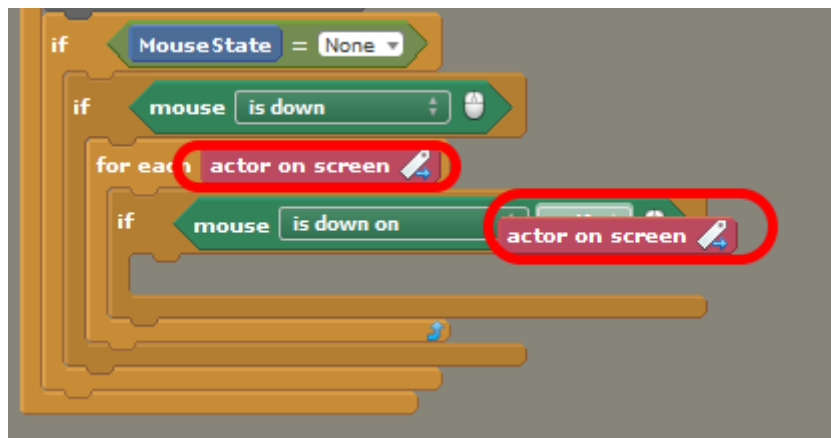 if MouseState = None
if mouse is down
for each actor on screen
if mouse is down on actor on screen